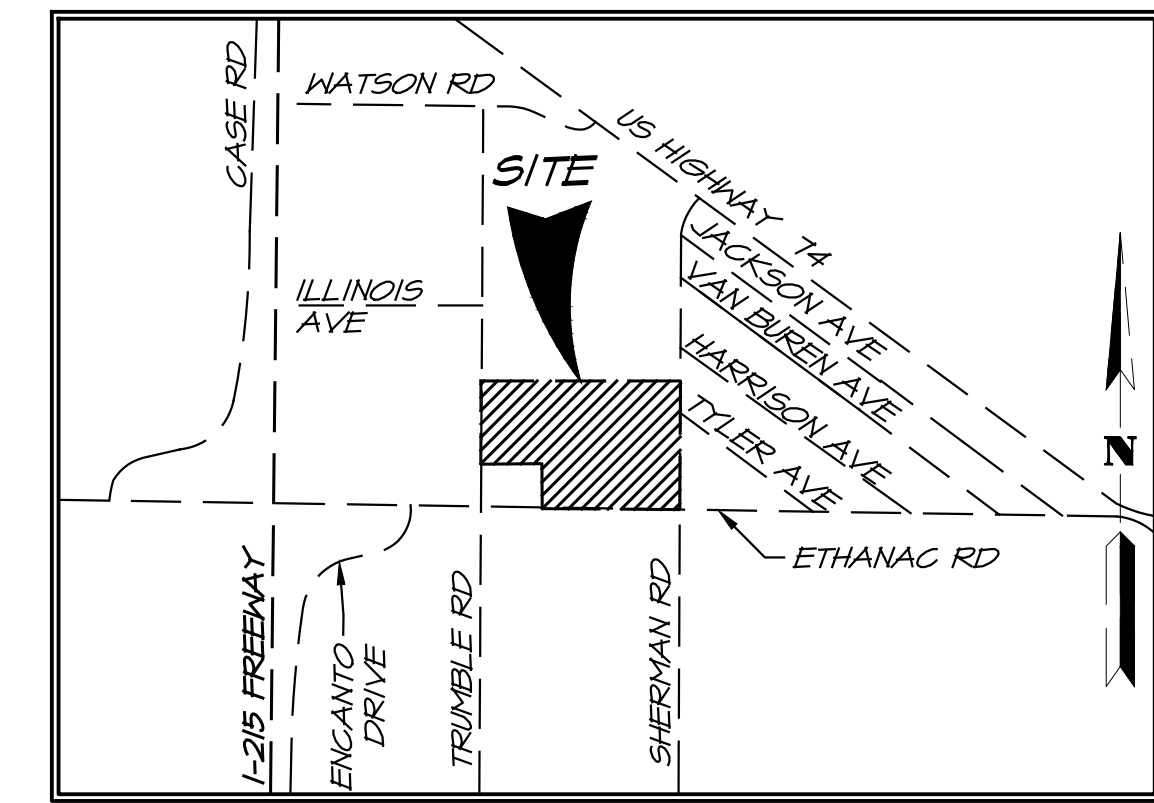 CASE RD
WATSON RD
US HIGHWAY 74
SITE
JACKSON AVE
VAN BUREN AVE
ILLINOIS
AVE
HARRISON AVE
TYLER AVE
N
ETHANAC RD
I-215 FREEWAY
ENCANTO
DRIVE
TRUMBLE RD
SHERMAN RD